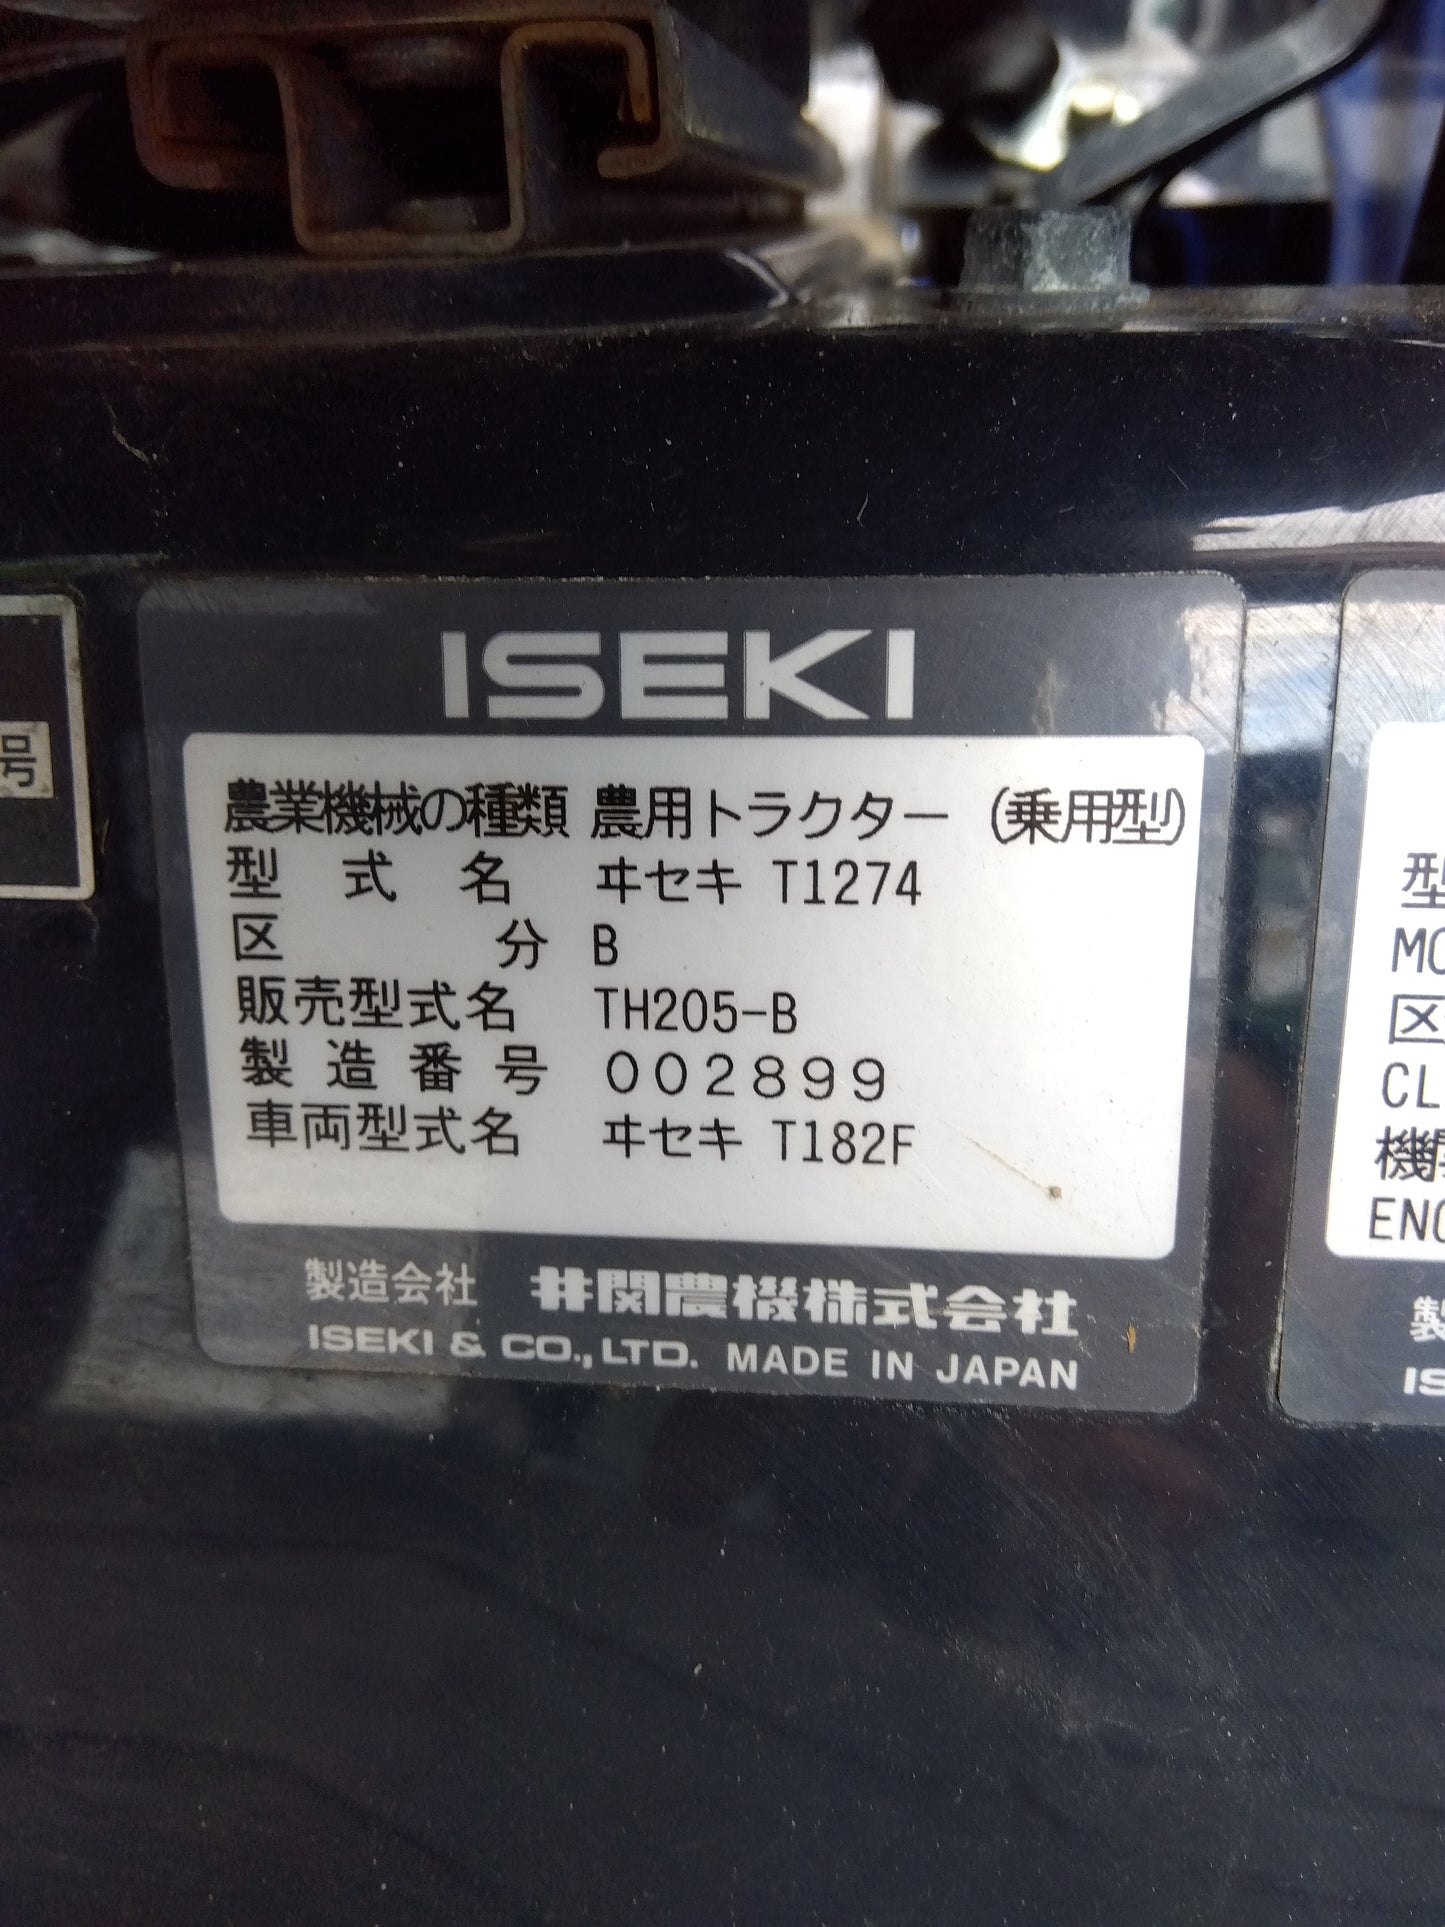 ISEKI
農業機械の種類 農用トラクター (乗用型)
型式名 ヰセキ T1274
区分 B
販売型式名 TH205-B
製造番号 002899
車両型式名 ヰセキ T182F
製造会社 井関農機株式会社
ISEKI & CO., LTD. MADE IN JAPAN
号
型
区